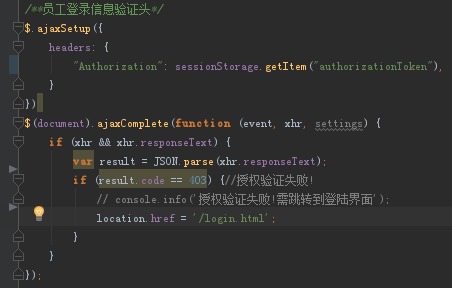 /**员工登录信息验证头*/
$.ajaxSetup({
headers: {
"Authorization": sessionStorage.getItem("authorizationToken"),
}
})
$(document).ajaxComplete(function (event, xhr, settings) {
if (xhr && xhr.responseText) {
var result = JSON.parse(xhr.responseText);
if (result.code == 403) {//授权验证失败!
// console.info('授权验证失败!需跳转到登陆界面');
location.href = '/login.html';
}
}
});